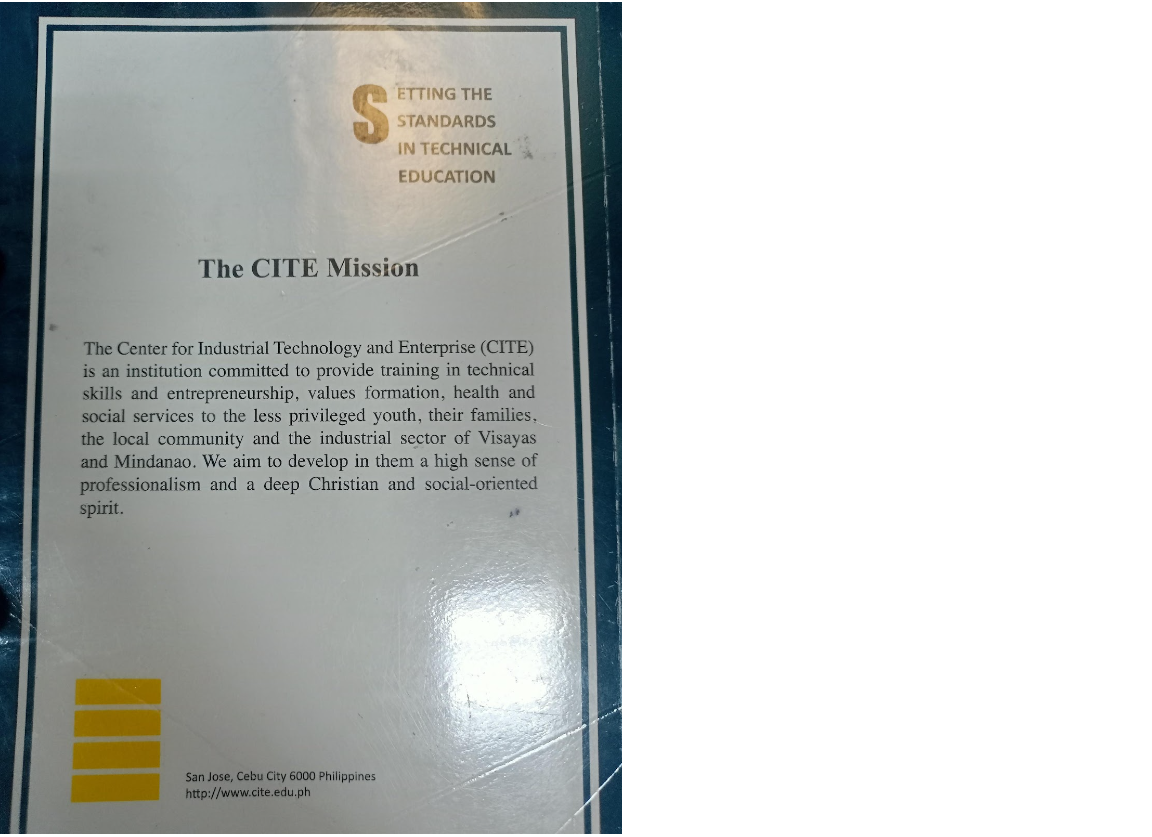 SETTING THE
STANDARDS
IN TECHNICAL
EDUCATION
The CITE Mission
The Center for Industrial Technology and Enterprise (CITE)
is an institution committed to provide training in technical
skills and entrepreneurship, values formation, health and
social services to the less privileged youth, their families,
the local community and the industrial sector of Visayas
and Mindanao. We aim to develop in them a high sense of
professionalism and a deep Christian and social-oriented
spirit.
San Jose, Cebu City 6000 Philippines
http://www.cite.edu.ph